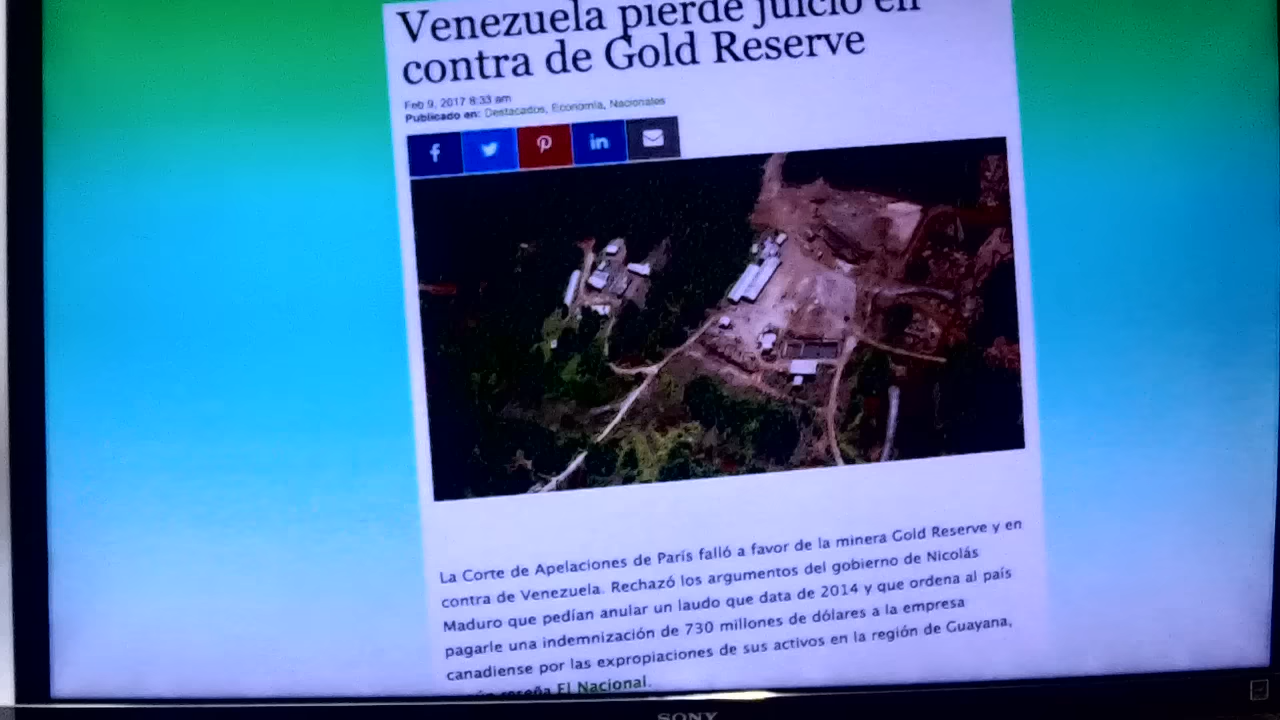 Venezuela pierde juicio en
contra de Gold Reserve
Feb 9, 2017 8:33 am
Publicado en: Destacados, Economía, Nacionales
La Corte de Apelaciones de París falló a favor de la minera Gold Reserve y en
contra de Venezuela. Rechazó los argumentos del gobierno de Nicolás
Maduro que pedían anular un laudo que data de 2014 y que ordena al país
pagarle una indemnización de 730 millones de dólares a la empresa
canadiense por las expropiaciones de sus activos en la región de Guayana,
reseña El Nacional.
SONY